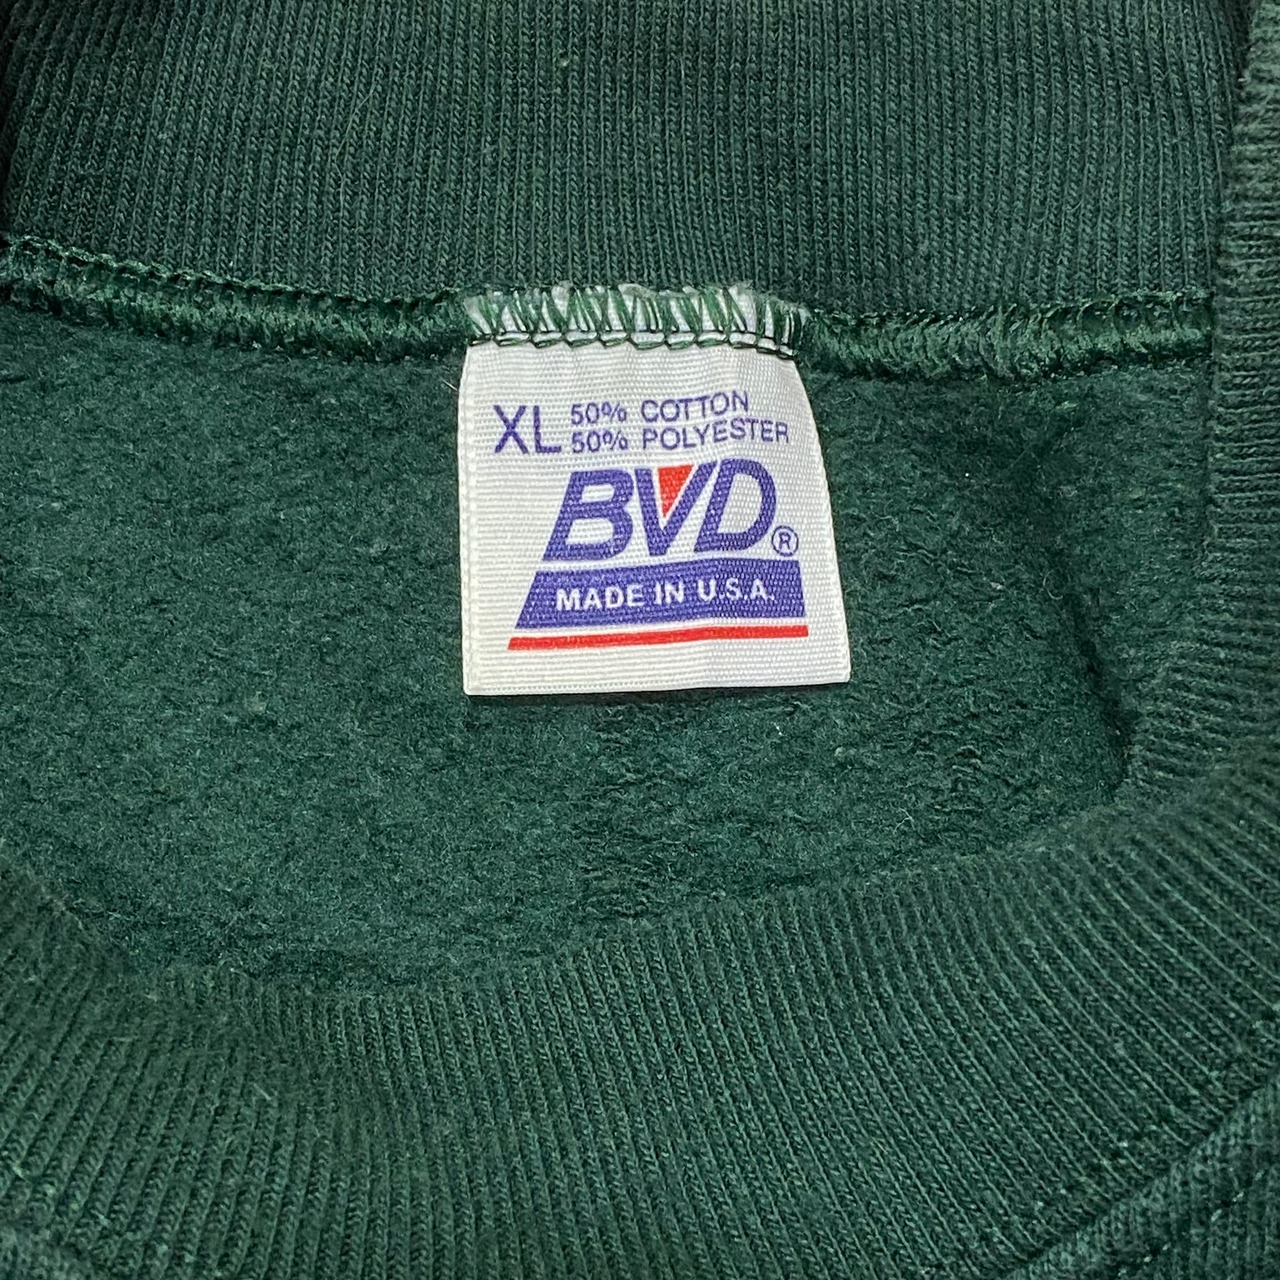 XL 50% COTTON
50% POLYESTER
BVD®
MADE IN U.S.A.